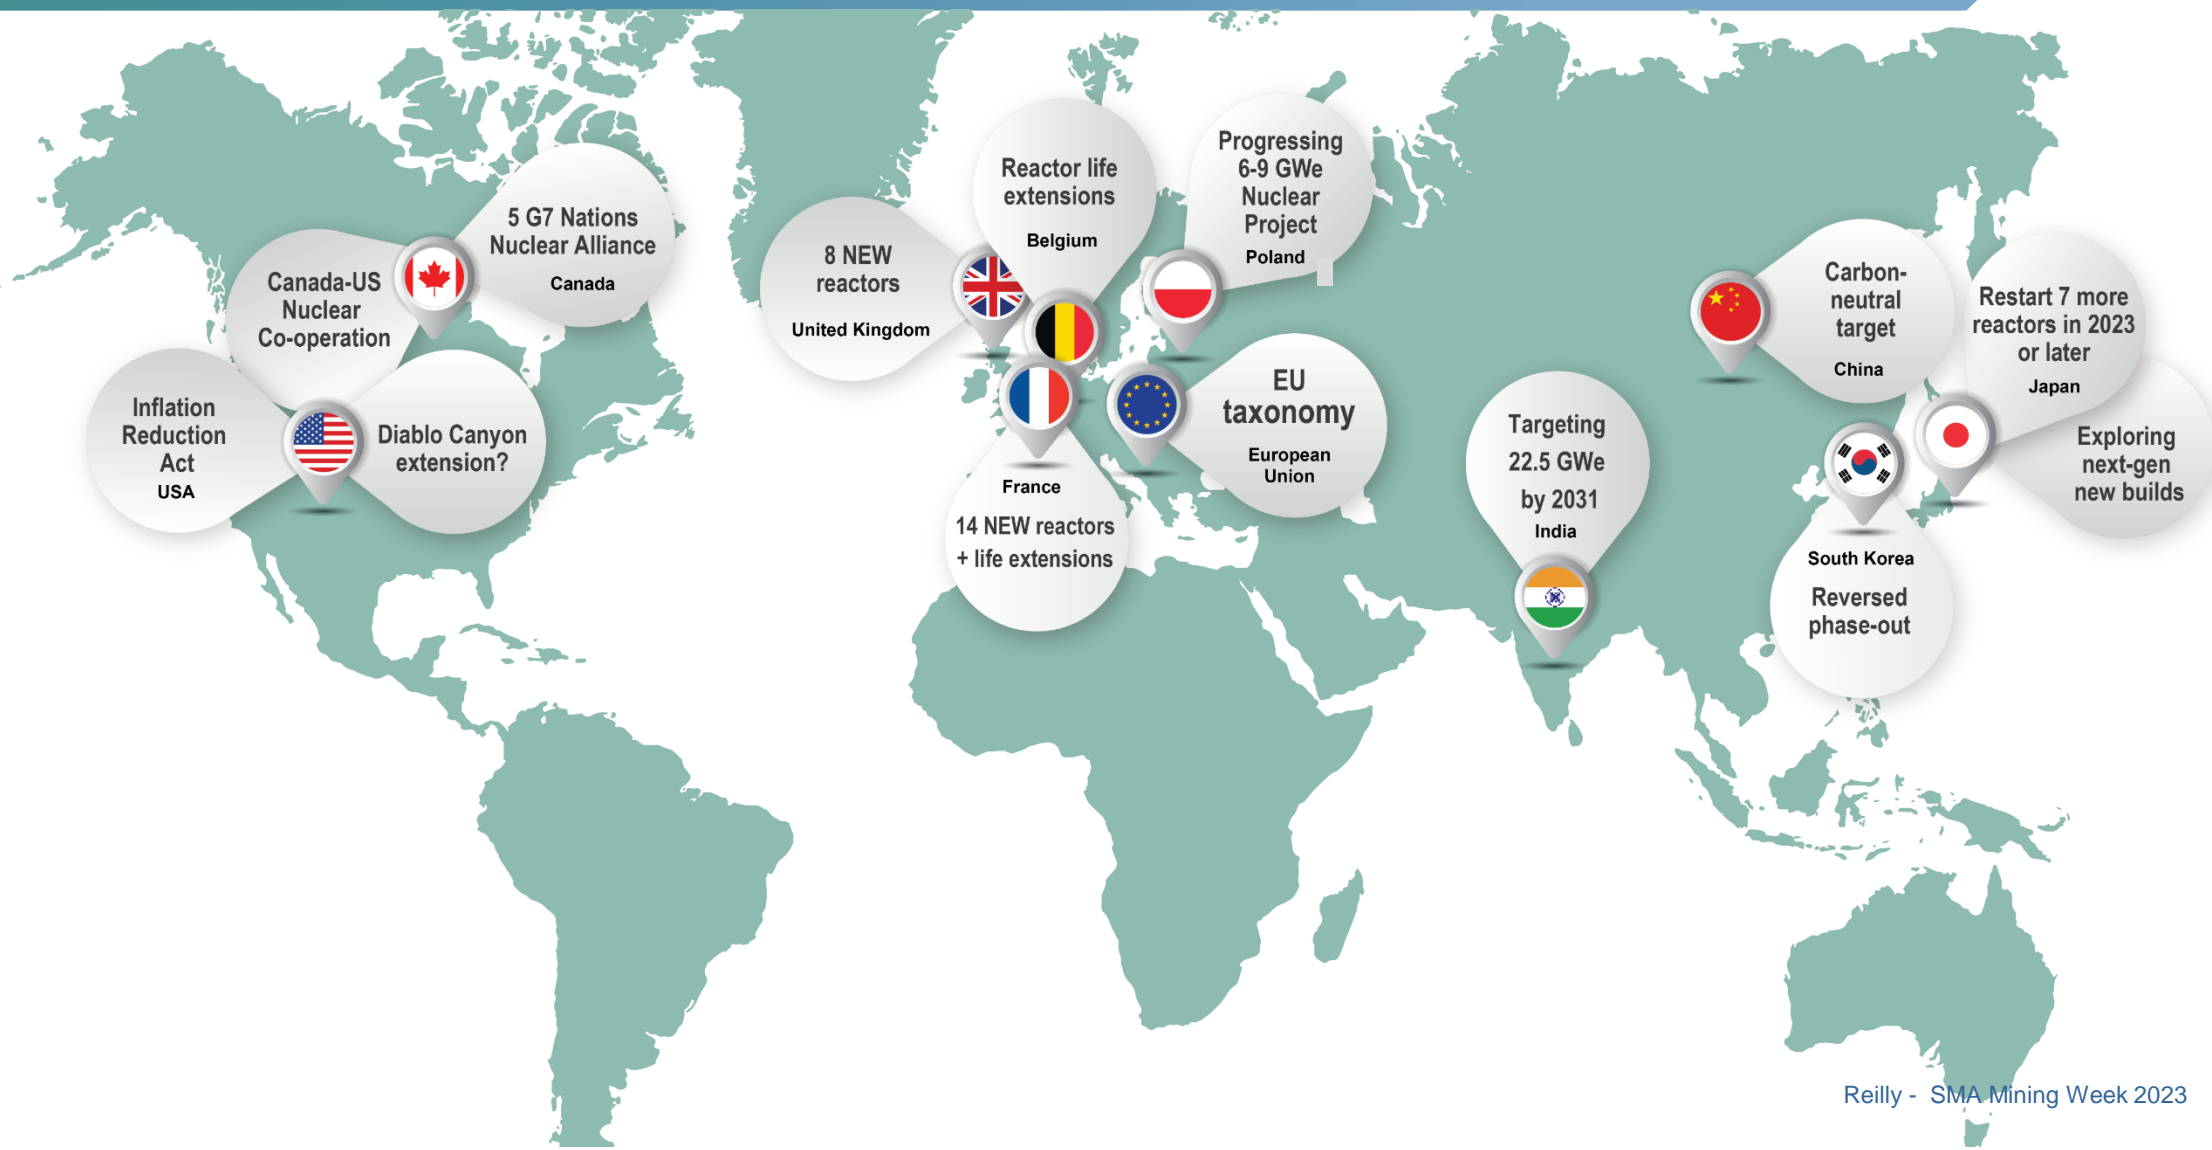 5 G7 Nations
Nuclear Alliance
Canada
Canada-US
Nuclear
Co-operation
Inflation
Reduction
Act
USA
Diablo Canyon
extension?
8 NEW
reactors
United Kingdom
Reactor life
extensions
Belgium
Progressing
6-9 GWe
Nuclear
Project
Poland
EU
taxonomy
European
Union
France
14 NEW reactors
+ life extensions
Targeting
22.5 GWe
by 2031
India
Carbon-
neutral
target
China
Restart 7 more
reactors in 2023
or later
Japan
Exploring
next-gen
new builds
South Korea
Reversed
phase-out
Reilly - SMA Mining Week 2023